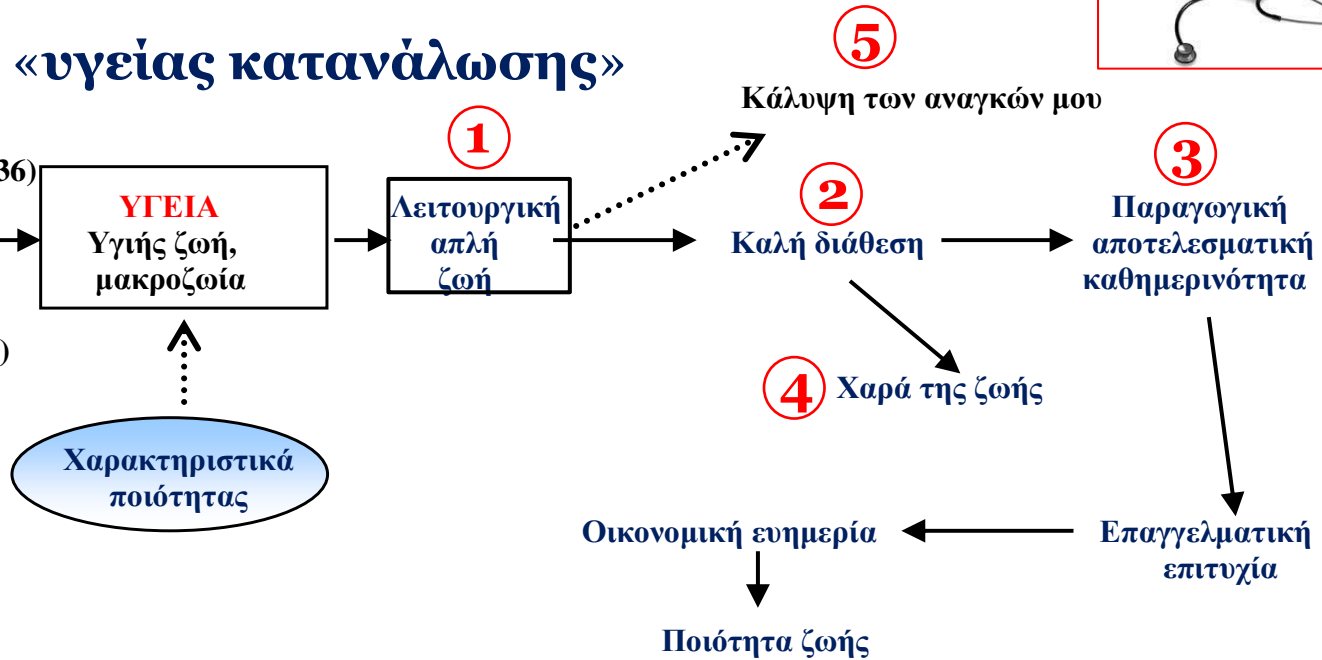 «υγείας κατανάλωσης»
5
Κάλυψη των αναγκών μου
36)
ΥΓΕΙΑ
Υγιής ζωή,
μακροζωία
1
Λειτουργική
απλή
ζωή
2
Καλή διάθεση
3
Παραγωγική
αποτελεσματική
καθημερινότητα
)
4 Χαρά της ζωής
Χαρακτηριστικά
ποιότητας
Οικονομική ευημερία
Επαγγελματική
επιτυχία
Ποιότητα ζωής